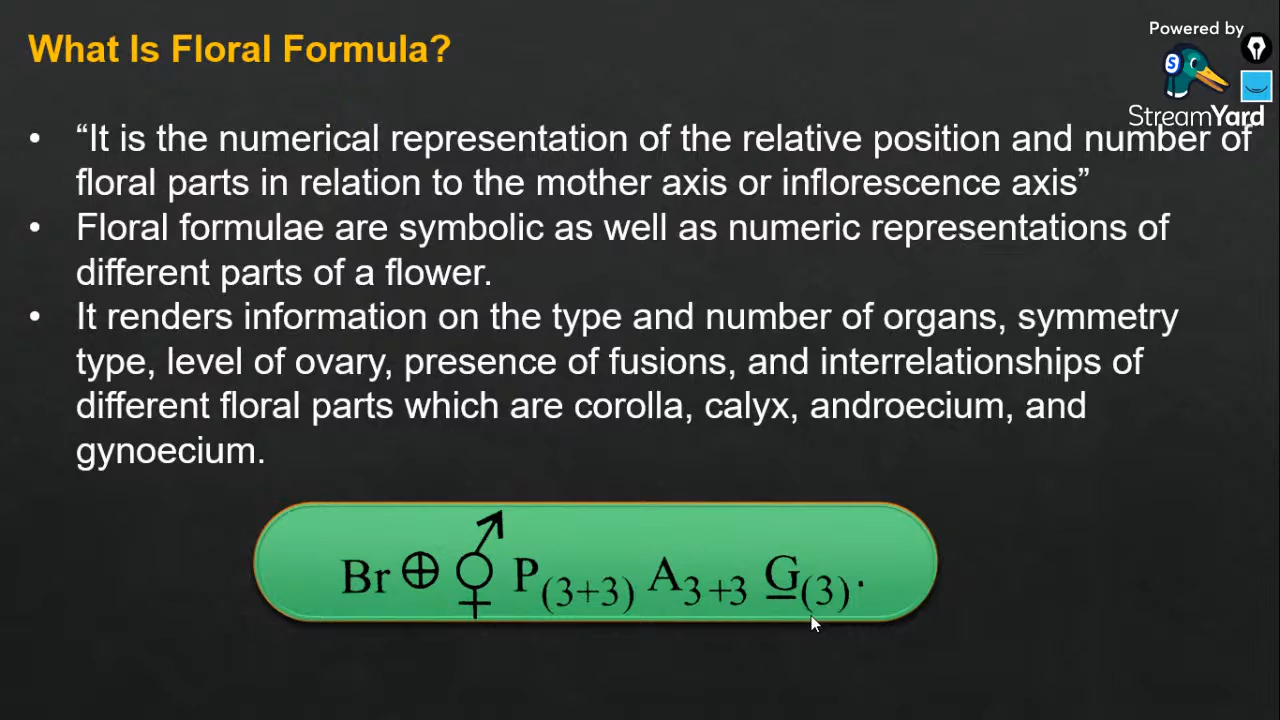 What Is Floral Formula?
Powered by
S
StreamYard
• “It is the numerical representation of the relative position and number of
floral parts in relation to the mother axis or inflorescence axis”
• Floral formulae are symbolic as well as numeric representations of
different parts of a flower.
• It renders information on the type and number of organs, symmetry
type, level of ovary, presence of fusions, and interrelationships of
different floral parts which are corolla, calyx, androecium, and
gynoecium.
Br ⊕ ⚥ P(3+3) A3+3 G(3).